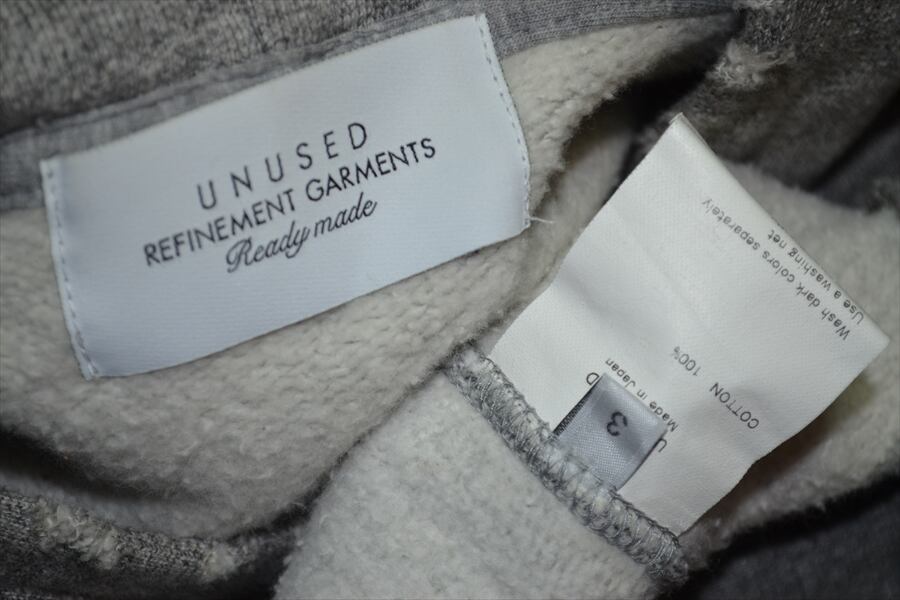 UNUSED
REFINEMENT GARMENTS
Ready made
Made in Japan
3
COTTON 100%
Wash dark colors separately
Use a washing net